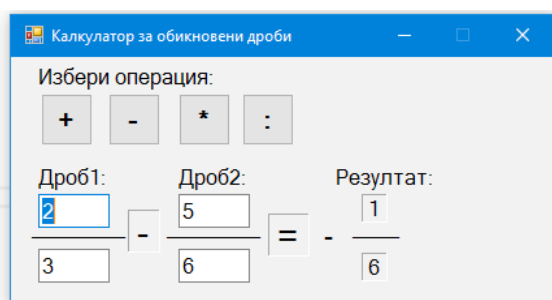 Калкулатор за обикновени дроби
Избери операция:
+ - * :
Дроб1: Дроб2: Резултат:
2 5 1
- = -
3 6 6